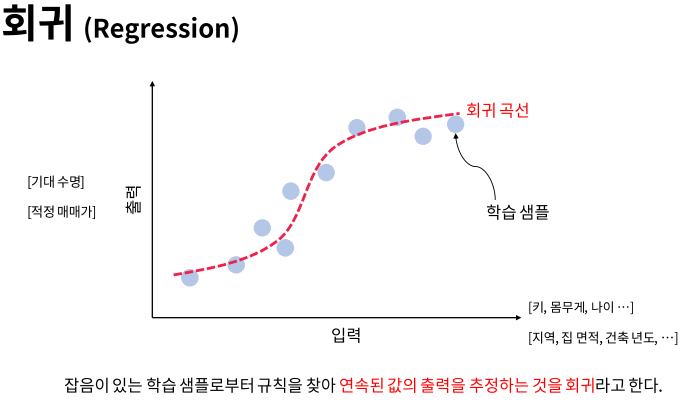 회귀 (Regression)
회귀 곡선
[기대 수명]
[적정 매매가]
출력
학습 샘플
입력
[키, 몸무게, 나이 …]
[지역, 집 면적, 건축 년도, …]
잡음이 있는 학습 샘플로부터 규칙을 찾아 연속된 값의 출력을 추정하는 것을 회귀라고 한다.